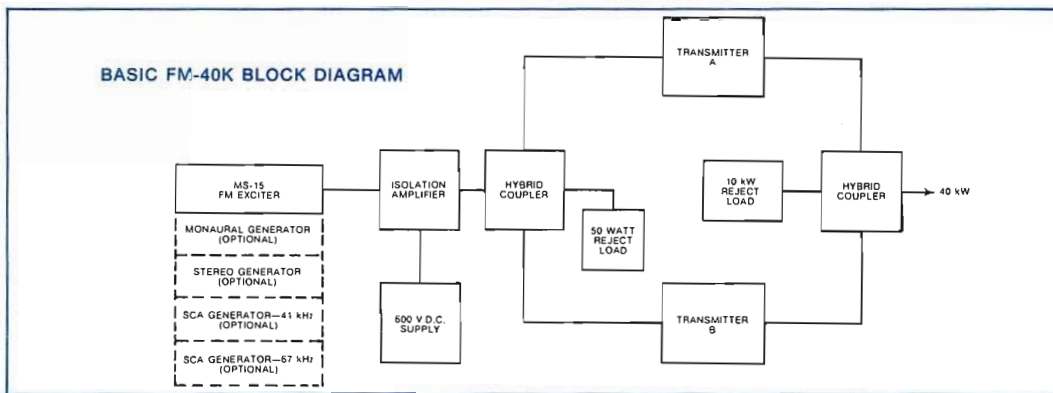 BASIC FM-40K BLOCK DIAGRAM
TRANSMITTER
A
MS-15
FM EXCITER
ISOLATION
AMPLIFIER
HYBRID
COUPLER
10 kW
REJECT
LOAD
HYBRID
COUPLER
40 kW
MONAURAL GENERATOR
(OPTIONAL)
50 WATT
REJECT
LOAD
STEREO GENERATOR
(OPTIONAL)
SCA GENERATOR—41 kHz
(OPTIONAL)
600 V D.C.
SUPPLY
TRANSMITTER
B
SCA GENERATOR—67 kHz
(OPTIONAL)